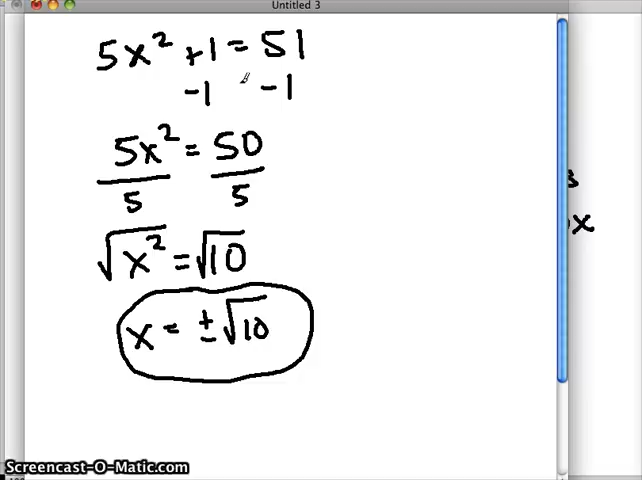 Untitled 3
5x² +1 = 51
-1 -1
5x² = 50
5 5
√x² = √10
x = ±√10
x
Screencast-O-Matic.com